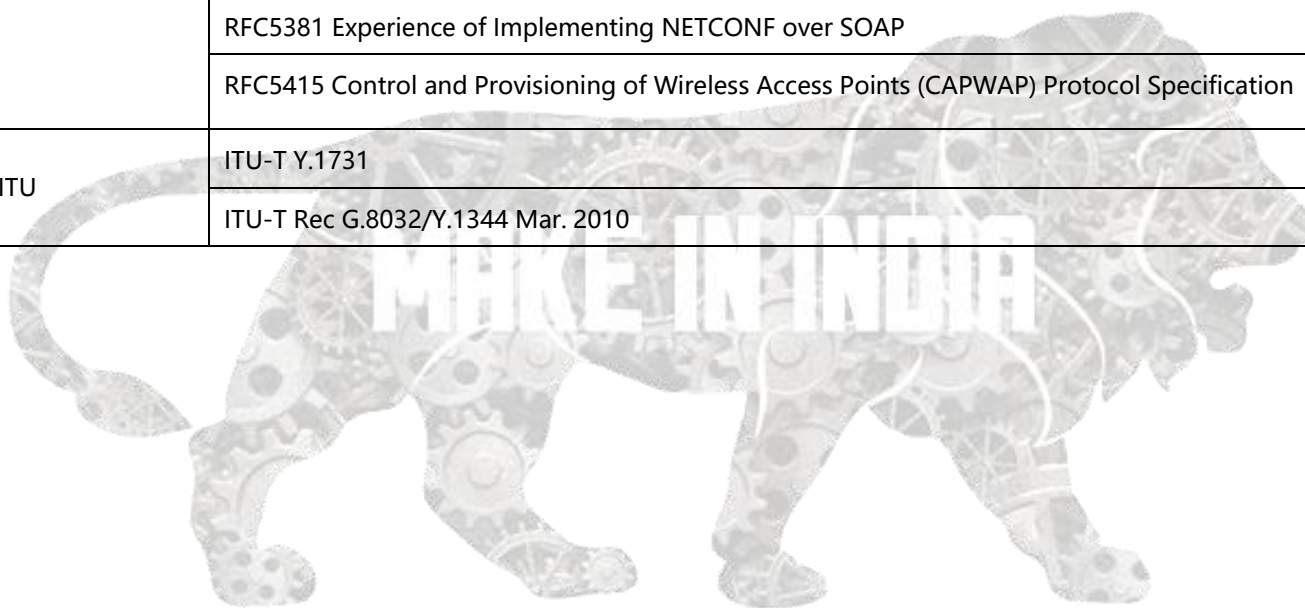 RFC5381 Experience of Implementing NETCONF over SOAP
RFC5415 Control and Provisioning of Wireless Access Points (CAPWAP) Protocol Specification
ITU
ITU-T Y.1731
ITU-T Rec G.8032/Y.1344 Mar. 2010
MAKE IN INDIA